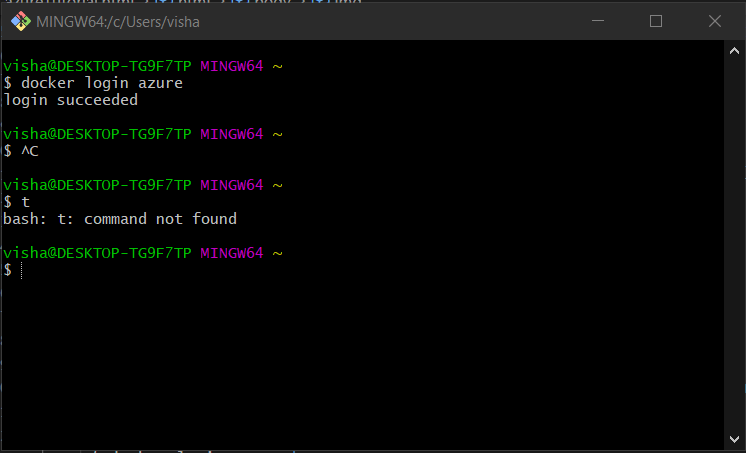 MINGW64:/c/Users/visha
visha@DESKTOP-TG9F7TP MINGW64 ~
$ docker login azure
login succeeded
visha@DESKTOP-TG9F7TP MINGW64 ~
$ ^C
visha@DESKTOP-TG9F7TP MINGW64 ~
$ t
bash: t: command not found
visha@DESKTOP-TG9F7TP MINGW64 ~
$